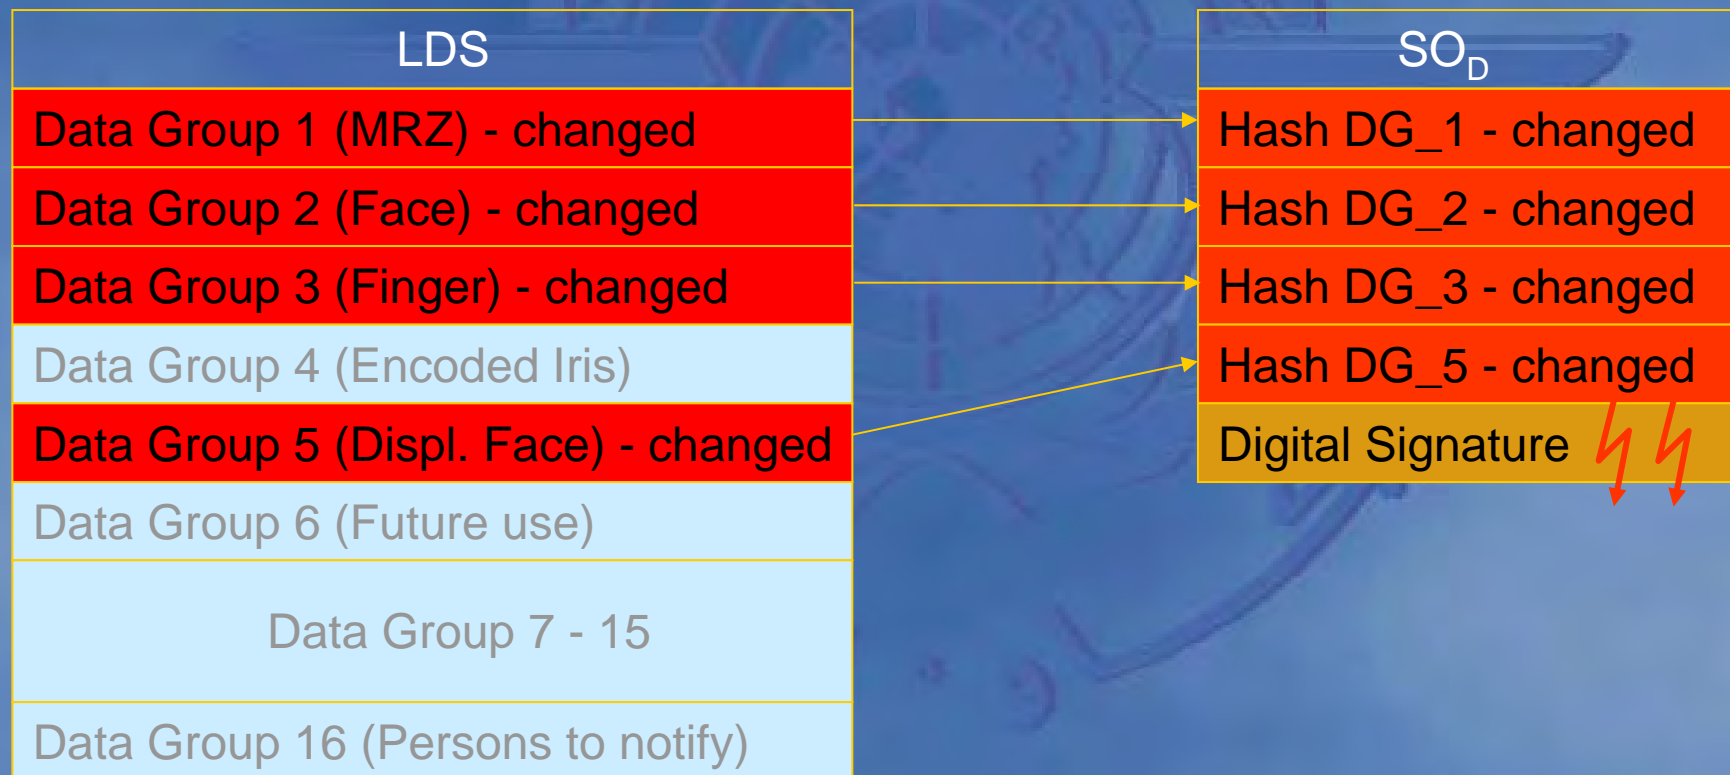 LDS
Data Group 1 (MRZ) - changed
Data Group 2 (Face) - changed
Data Group 3 (Finger) - changed
Data Group 4 (Encoded Iris)
Data Group 5 (Displ. Face) - changed
Data Group 6 (Future use)
Data Group 7 - 15
Data Group 16 (Persons to notify)
SO_D
Hash DG_1 - changed
Hash DG_2 - changed
Hash DG_3 - changed
Hash DG_5 - changed
Digital Signature